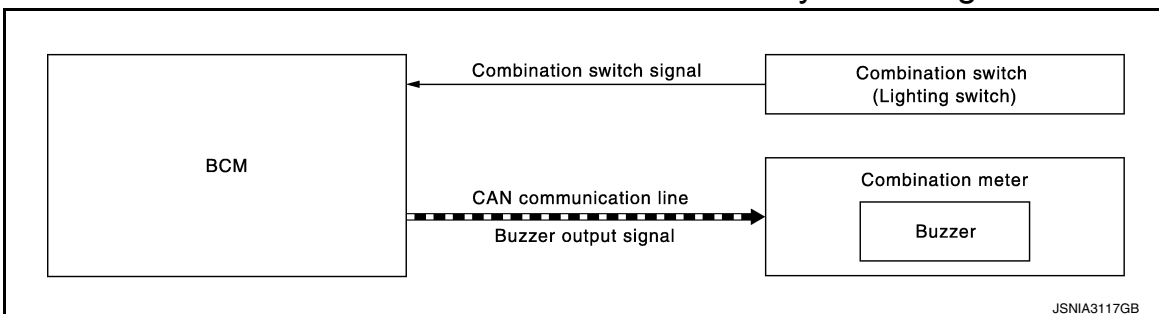 Combination switch signal
Combination switch
(Lighting switch)
BCM
Combination meter
CAN communication line
Buzzer output signal
Buzzer
JSNIA3117GB